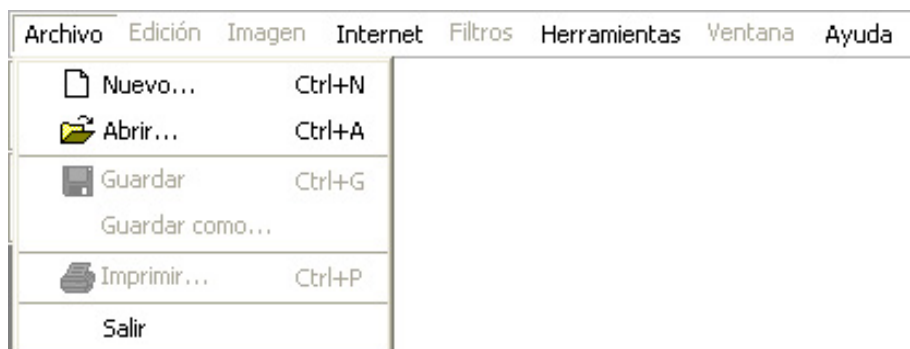 Archivo Edición Imagen Internet Filtros Herramientas Ventana Ayuda
Nuevo... Ctrl+N
Abrir... Ctrl+A
Guardar Ctrl+G
Guardar como...
Imprimir... Ctrl+P
Salir